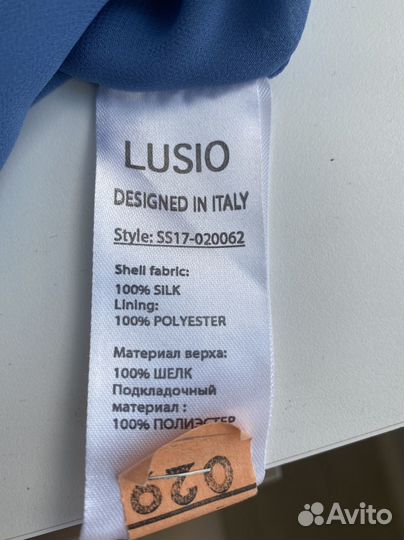 LUSIO
DESIGNED IN ITALY
Style: SS17-020062
Shell fabric:
100% SILK
Lining:
100% POLYESTER
Материал верха:
100% ШЕЛК
Подкладочный
материал :
100% ПОЛИЭСТЕР
Avito